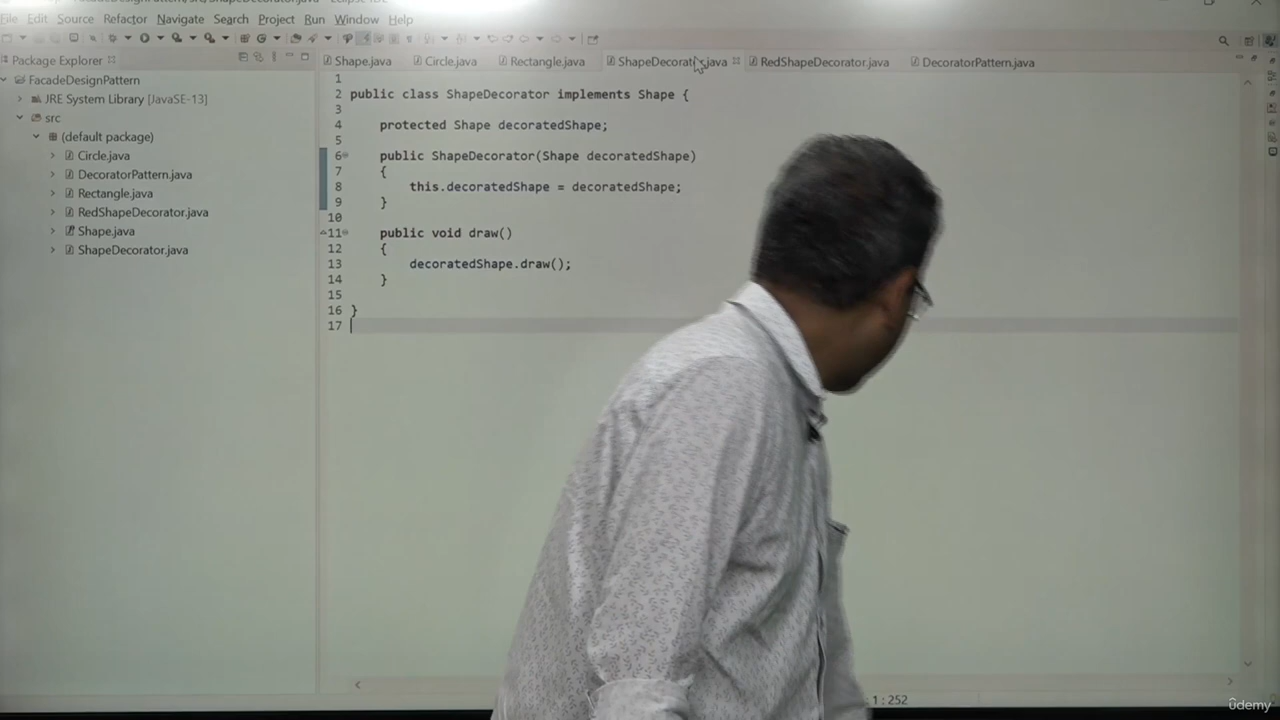 File Edit Source Refactor Navigate Search Project Run Window Help
Package Explorer
Shape.java Circle.java Rectangle.java ShapeDecorator.java RedShapeDecorator.java DecoratorPattern.java
FacadeDesignPattern
JRE System Library [JavaSE-13]
src
(default package)
Circle.java
DecoratorPattern.java
Rectangle.java
RedShapeDecorator.java
Shape.java
ShapeDecorator.java
1
2 public class ShapeDecorator implements Shape {
3
4 protected Shape decoratedShape;
5
6 public ShapeDecorator(Shape decoratedShape)
7 {
8 this.decoratedShape = decoratedShape;
9 }
10
11 public void draw()
12 {
13 decoratedShape.draw();
14 }
15
16 }
17
1 : 252
ûdemy